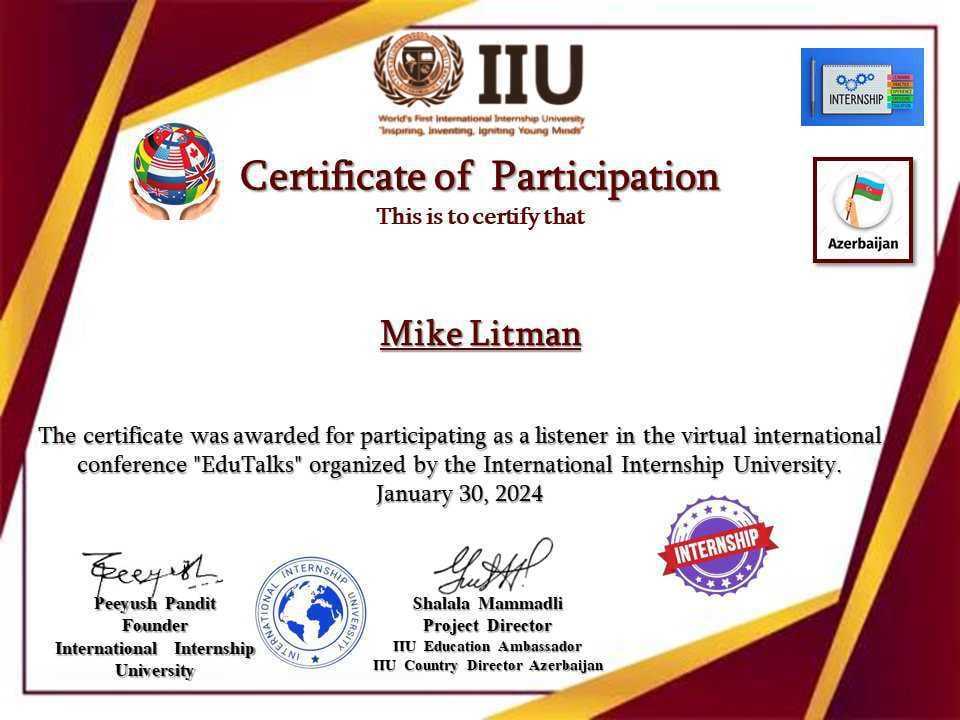 IIU
World's First International Internship University
"Inspiring, Inventing, Igniting Young Minds"
INTERNSHIP
Certificate of Participation
This is to certify that
Azerbaijan
Mike Litman
The certificate was awarded for participating as a listener in the virtual international
conference "EduTalks" organized by the International Internship University.
January 30, 2024
INTERNSHIP
Peeyush
Peeyush Pandit
Founder
International Internship
University
INTERNATIONAL INTERNSHIP UNIVERSITY
Shalala Mammadli
Project Director
IIU Education Ambassador
IIU Country Director Azerbaijan